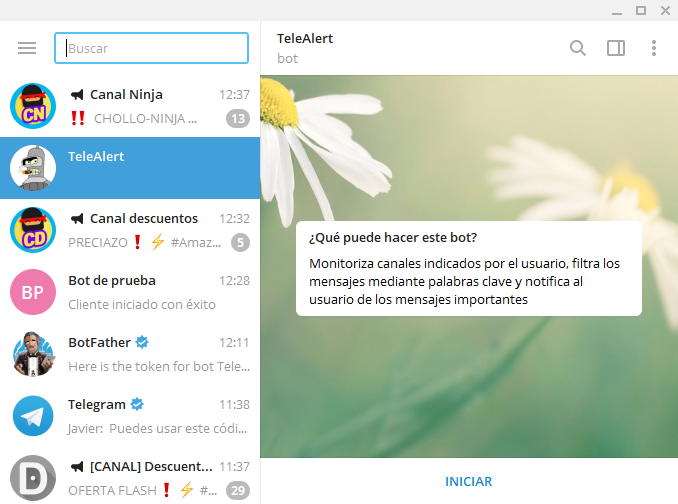 Buscar
Canal Ninja 12:37
‼ CHOLLO-NINJA ... 13
TeleAlert
Canal descuentos 12:32
PRECIAZO ❗ ⚡ #Amaz... 5
BP
Bot de prueba 12:28
Cliente iniciado con éxito
BotFather 12:11
Here is the token for bot Tele...
Telegram 11:38
Javier: Puedes usar este códi...
[CANAL] Descuent... 11:37
OFERTA FLASH ❗ ⚡ #... 29
CN
CD
D
TeleAlert
bot
¿Qué puede hacer este bot?
Monitoriza canales indicados por el usuario, filtra los
mensajes mediante palabras clave y notifica al
usuario de los mensajes importantes
INICIAR